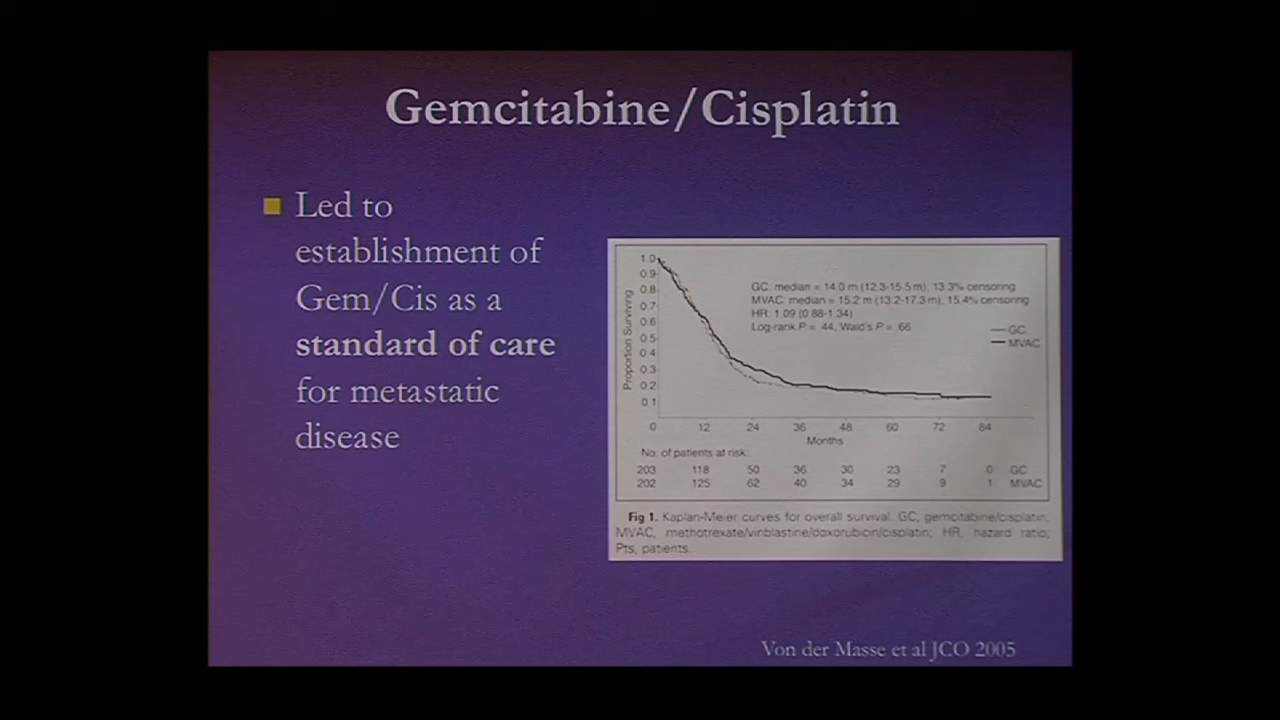 Gemcitabine/Cisplatin
Led to
establishment of
Gem/Cis as a
standard of care
for metastatic
disease
1.0
0.9
0.8
0.7
0.6
0.5
0.4
0.3
0.2
0.1
Proportion Surviving
GC: median = 14.0 m (12.3-15.5 m), 13.3% censoring
MVAC: median = 15.2 m (13.2-17.3 m), 15.4% censoring
HR: 1.09 (0.88-1.34)
Log-rank P = .44, Wald's P = .66
GC
MVAC
0 12 24 36 48 60 72 84
Months
No. of patients at risk:
203 118 50 36 30 23 7 0 GC
202 125 62 40 34 29 9 1 MVAC
Fig 1. Kaplan-Meier curves for overall survival. GC, gemcitabine/cisplatin;
MVAC, methotrexate/vinblastine/doxorubicin/cisplatin; HR, hazard ratio;
Pts, patients.
Von der Masse et al JCO 2005